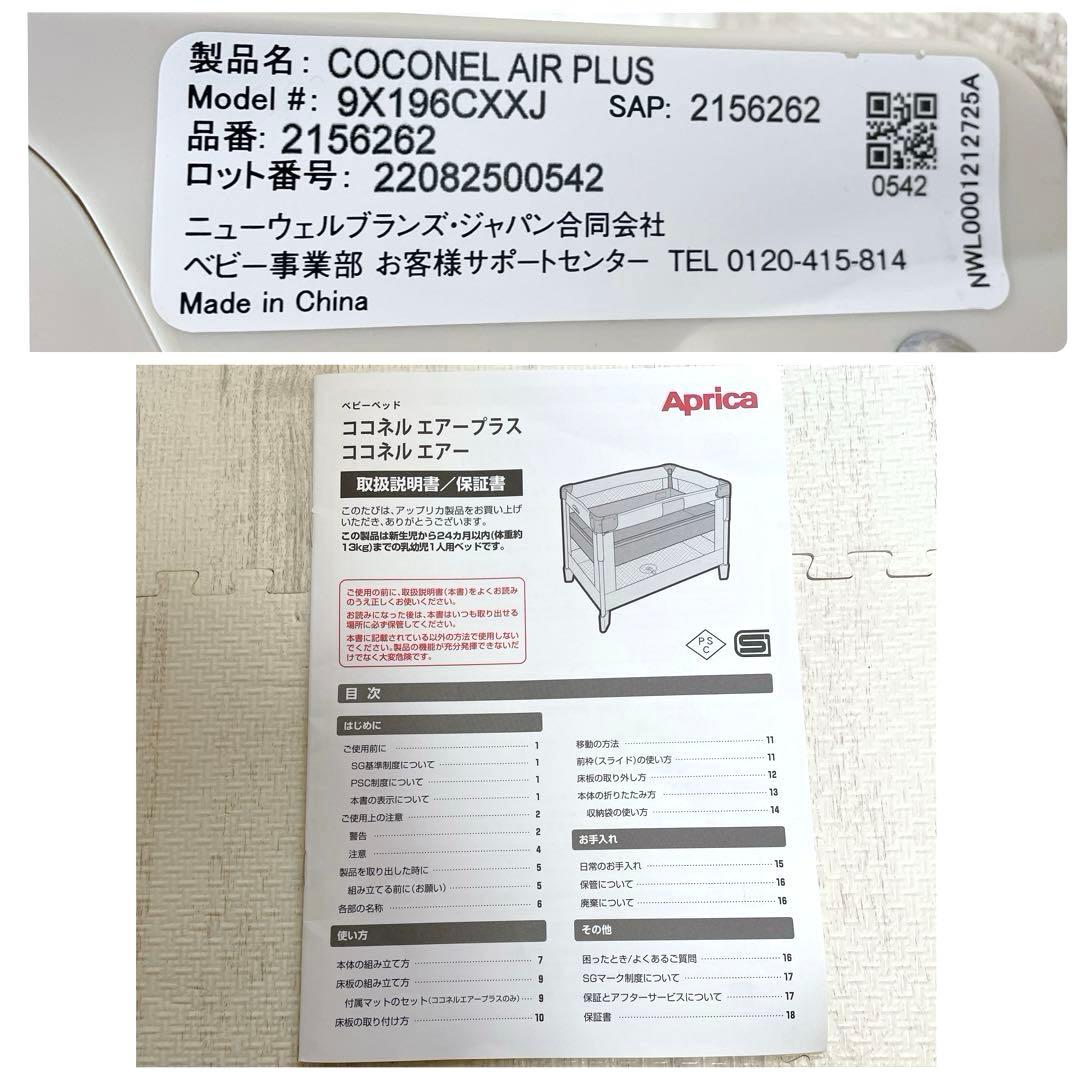 製品名: COCONEL AIR PLUS
Model #: 9X196CXXJ SAP: 2156262
品番: 2156262
ロット番号: 22082500542
0542
NWL0001212725A
ニューウェルブランズ・ジャパン合同会社
ベビー事業部 お客様サポートセンター TEL 0120-415-814
Made in China
Aprica
ベビーベッド
ココネル エアープラス
ココネル エアー
取扱説明書/保証書
このたびは、アップリカ製品をお買い上げ
いただき、ありがとうございます。
この製品は新生児から24カ月以内(体重約
13kg)までの乳幼児1人用ベッドです。
ご使用の前に、取扱説明書(本書)をよくお読み
のうえ正しくお使いください。
お読みになった後は、本書はいつも取り出せる
場所に必ず保管してください。
本書に記載されている以外の方法で使用しない
でください。製品の機能が充分発揮できないだ
けでなく大変危険です。
PS
C
目 次
はじめに
ご使用前に 1
SG基準制度について 1
PSC制度について 1
本書の表示について 1
ご使用上の注意 2
警告 2
注意 4
製品を取り出した時に 5
組み立てる前に(お願い) 5
各部の名称 6
使い方
本体の組み立て方 7
床板の組み立て方 9
付属マットのセット(ココネルエアープラスのみ) 9
床板の取り付け方 10
移動の方法 11
前枠(スライド)の使い方 11
床板の取り外し方 12
本体の折りたたみ方 13
収納袋の使い方 14
お手入れ
日常のお手入れ 15
保管について 16
廃棄について 16
その他
困ったとき/よくあるご質問 16
SGマーク制度について 17
保証とアフターサービスについて 17
保証書 18